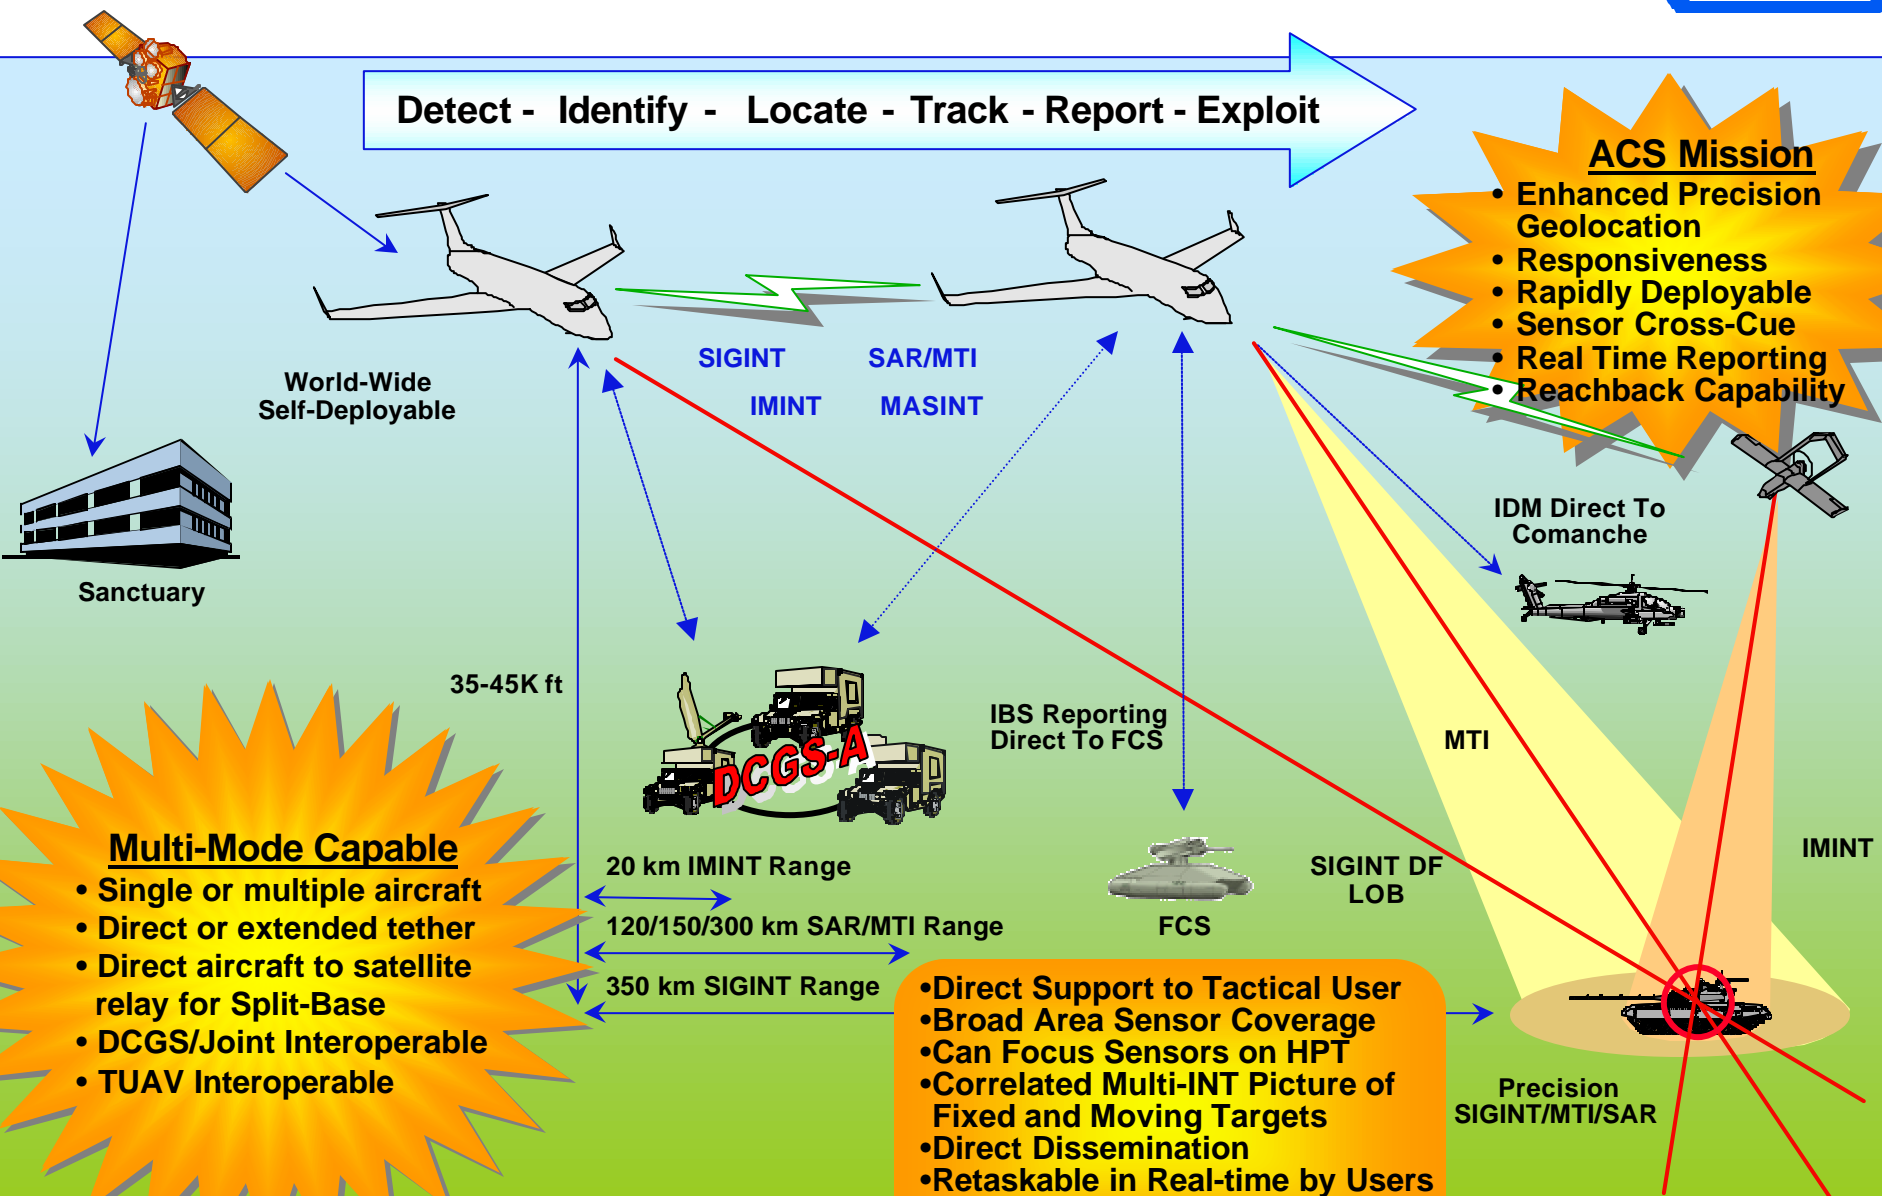 Detect - Identify - Locate - Track - Report - Exploit
ACS Mission
• Enhanced Precision
Geolocation
• Responsiveness
• Rapidly Deployable
• Sensor Cross-Cue
• Real Time Reporting
• Reachback Capability
World-Wide
Self-Deployable
SIGINT SAR/MTI
IMINT MASINT
Sanctuary
IDM Direct To
Comanche
35-45K ft
DCGS-A
IBS Reporting
Direct To FCS
MTI
IMINT
Multi-Mode Capable
• Single or multiple aircraft
• Direct or extended tether
• Direct aircraft to satellite
relay for Split-Base
• DCGS/Joint Interoperable
• TUAV Interoperable
20 km IMINT Range
120/150/300 km SAR/MTI Range
350 km SIGINT Range
FCS
SIGINT DF
LOB
•Direct Support to Tactical User
•Broad Area Sensor Coverage
•Can Focus Sensors on HPT
•Correlated Multi-INT Picture of
Fixed and Moving Targets
•Direct Dissemination
•Retaskable in Real-time by Users
Precision
SIGINT/MTI/SAR